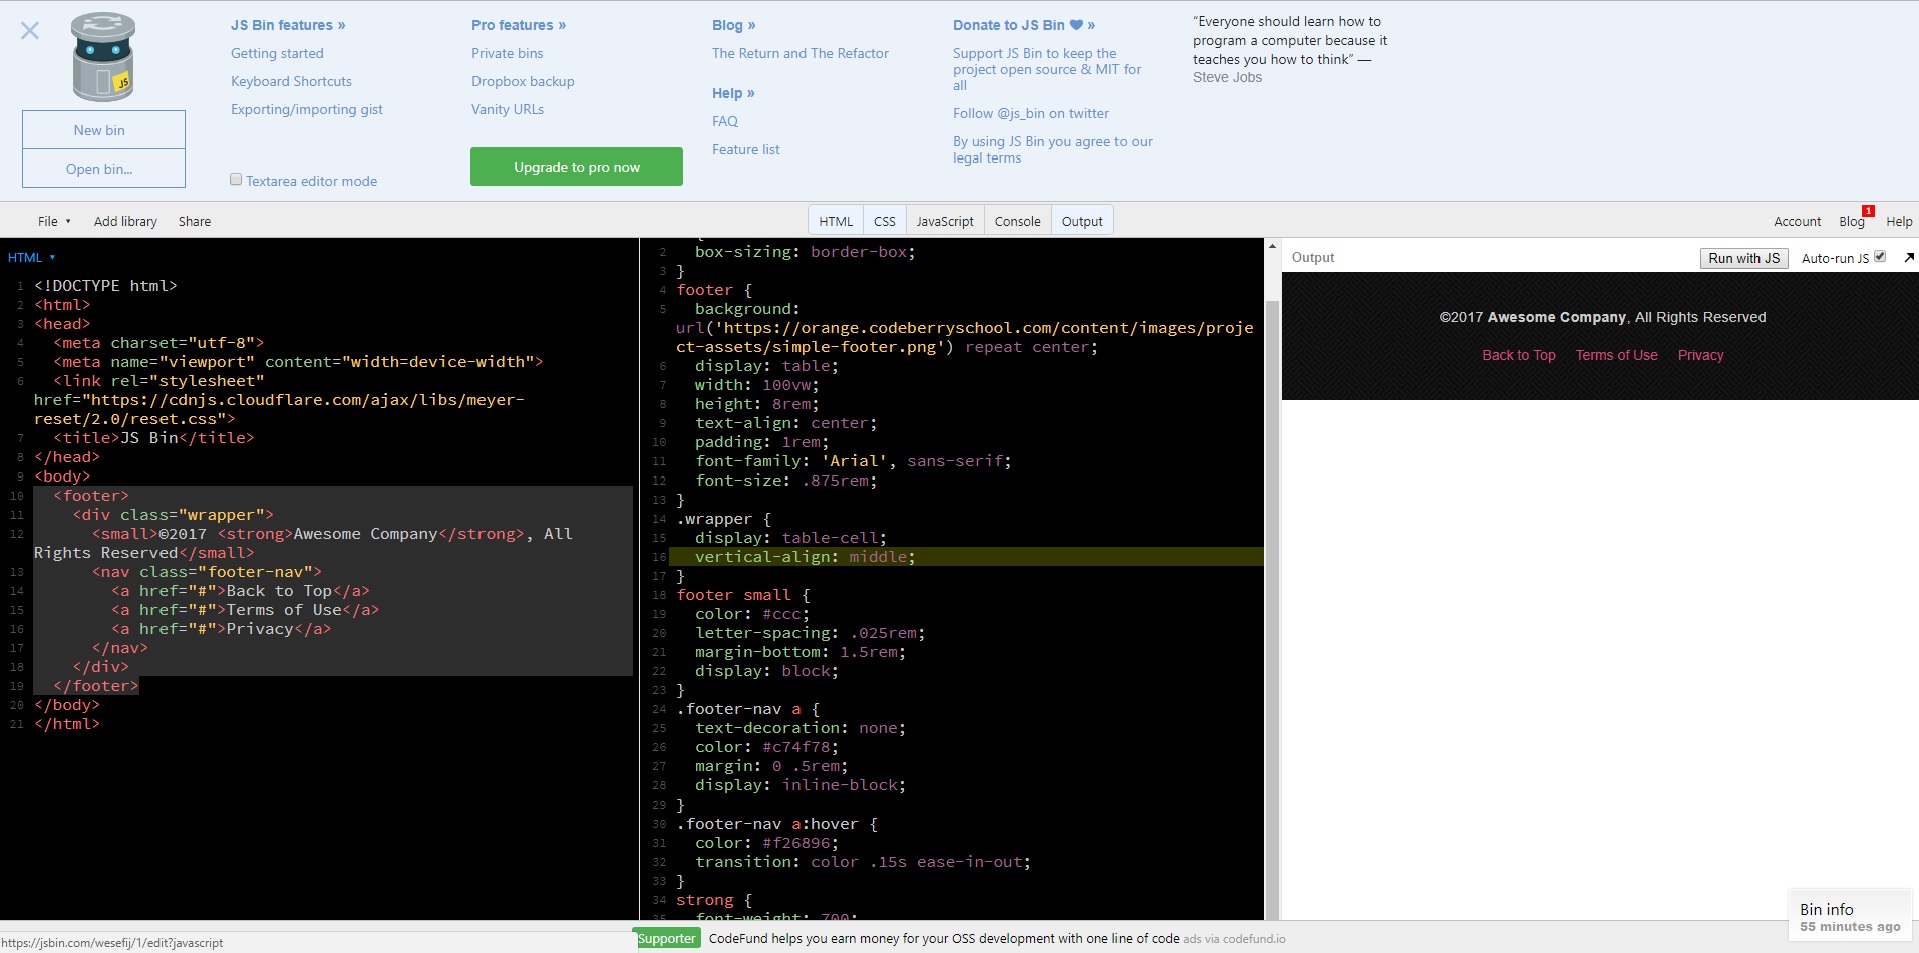 JS Bin features »
Getting started
Keyboard Shortcuts
Exporting/importing gist
Textarea editor mode
Pro features »
Private bins
Dropbox backup
Vanity URLs
Upgrade to pro now
Blog »
The Return and The Refactor
Help »
FAQ
Feature list
Donate to JS Bin ♥ »
Support JS Bin to keep the
project open source & MIT for
all
Follow @js_bin on twitter
By using JS Bin you agree to our
legal terms
“Everyone should learn how to
program a computer because it
teaches you how to think” —
Steve Jobs
JS
New bin
Open bin...
File Add library Share
HTML CSS JavaScript Console Output
Account Blog 1 Help
HTML
1 <!DOCTYPE html>
2 <html>
3 <head>
4 <meta charset="utf-8">
5 <meta name="viewport" content="width=device-width">
6 <link rel="stylesheet"
href="https://cdnjs.cloudflare.com/ajax/libs/meyer-
reset/2.0/reset.css">
7 <title>JS Bin</title>
8 </head>
9 <body>
10 <footer>
11 <div class="wrapper">
12 <small>©2017 <strong>Awesome Company</strong>, All
Rights Reserved</small>
13 <nav class="footer-nav">
14 <a href="#">Back to Top</a>
15 <a href="#">Terms of Use</a>
16 <a href="#">Privacy</a>
17 </nav>
18 </div>
19 </footer>
20 </body>
21 </html>
2 box-sizing: border-box;
3 }
4 footer {
5 background:
url('https://orange.codeberryschool.com/content/images/proje
ct-assets/simple-footer.png') repeat center;
6 display: table;
7 width: 100vw;
8 height: 8rem;
9 text-align: center;
10 padding: 1rem;
11 font-family: 'Arial', sans-serif;
12 font-size: .875rem;
13 }
14 .wrapper {
15 display: table-cell;
16 vertical-align: middle;
17 }
18 footer small {
19 color: #ccc;
20 letter-spacing: .025rem;
21 margin-bottom: 1.5rem;
22 display: block;
23 }
24 .footer-nav a {
25 text-decoration: none;
26 color: #c74f78;
27 margin: 0 .5rem;
28 display: inline-block;
29 }
30 .footer-nav a:hover {
31 color: #f26896;
32 transition: color .15s ease-in-out;
33 }
34 strong {
35 font-weight: 700;
Output
Run with JS Auto-run JS
©2017 Awesome Company, All Rights Reserved
Back to Top Terms of Use Privacy
Bin info
55 minutes ago
https://jsbin.com/wesefij/1/edit?javascript
Supporter CodeFund helps you earn money for your OSS development with one line of code ads via codefund.io